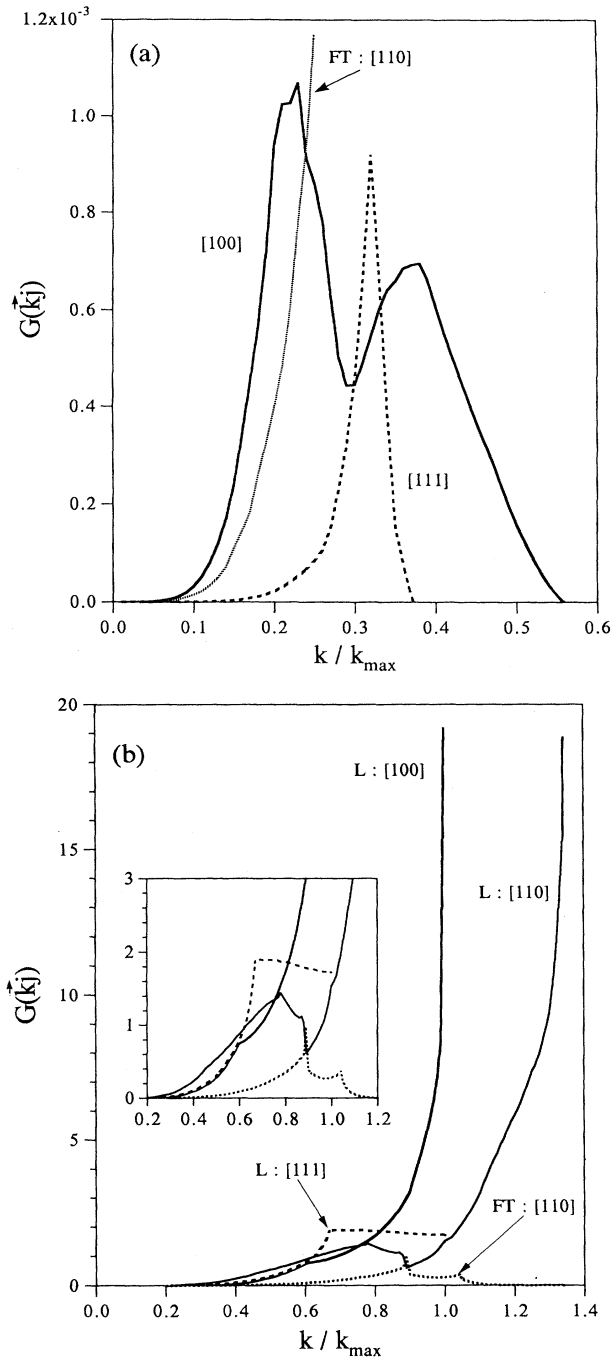 1.2x10⁻³
(a)
FT : [110]
1.0
0.8
[100]
0.6
G(k⃗j)
0.4
[111]
0.2
0.0
0.0 0.1 0.2 0.3 0.4 0.5 0.6
k / kmax
20
(b)
L : [100]
15
L : [110]
3
2
1
0
0.2 0.4 0.6 0.8 1.0 1.2
G(k⃗j)
10
5
L : [111]
FT : [110]
0
0.0 0.2 0.4 0.6 0.8 1.0 1.2 1.4
k / kmax